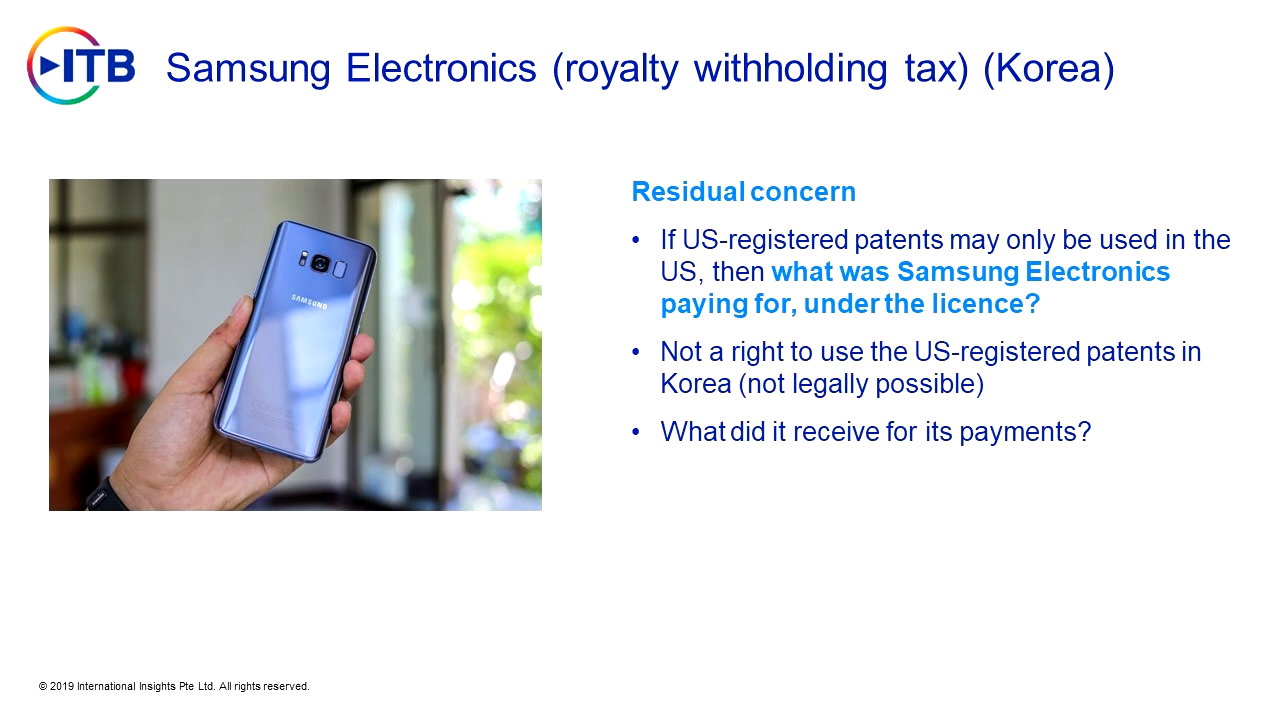 ITB
Samsung Electronics (royalty withholding tax) (Korea)
SAMSUNG
Residual concern
• If US-registered patents may only be used in the
US, then what was Samsung Electronics
paying for, under the licence?
• Not a right to use the US-registered patents in
Korea (not legally possible)
• What did it receive for its payments?
© 2019 International Insights Pte Ltd. All rights reserved.